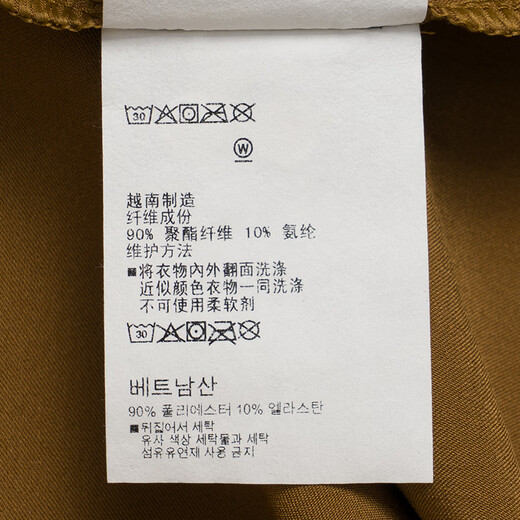 30
W
越南制造
纤维成份
90% 聚酯纤维 10% 氨纶
维护方法
■将衣物內外翻面洗涤
近似颜色衣物一同洗涤
不可使用柔软剂
30
베트남산
90% 폴리에스터 10% 엘라스탄
■뒤집어서 세탁
유사 색상 세탁물과 세탁
섬유유연제 사용 금지